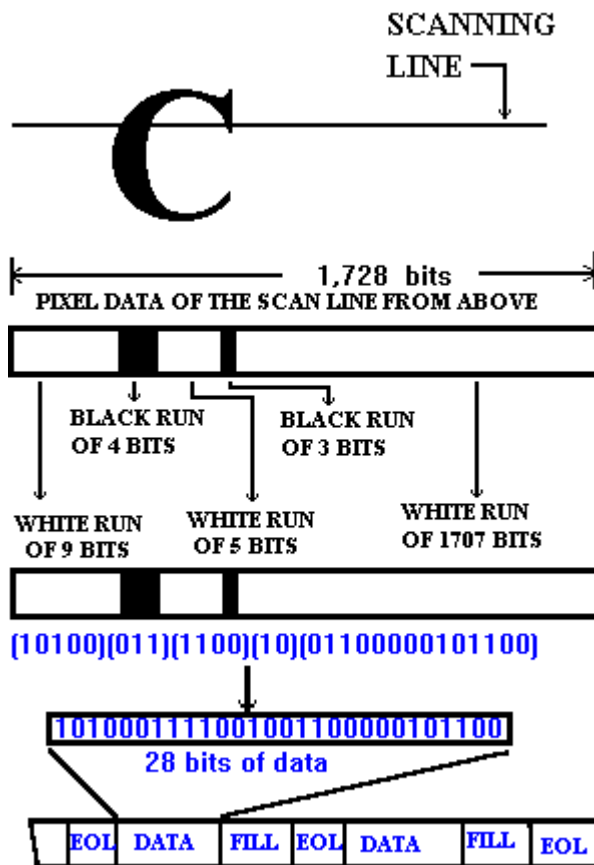 SCANNING
LINE
C
1,728 bits
PIXEL DATA OF THE SCAN LINE FROM ABOVE
BLACK RUN
OF 4 BITS
BLACK RUN
OF 3 BITS
WHITE RUN
OF 9 BITS
WHITE RUN
OF 5 BITS
WHITE RUN
OF 1707 BITS
(10100)(011)(1100)(10)(01100000101100)
1010001111001001100000101100
28 bits of data
EOL DATA FILL EOL DATA FILL EOL